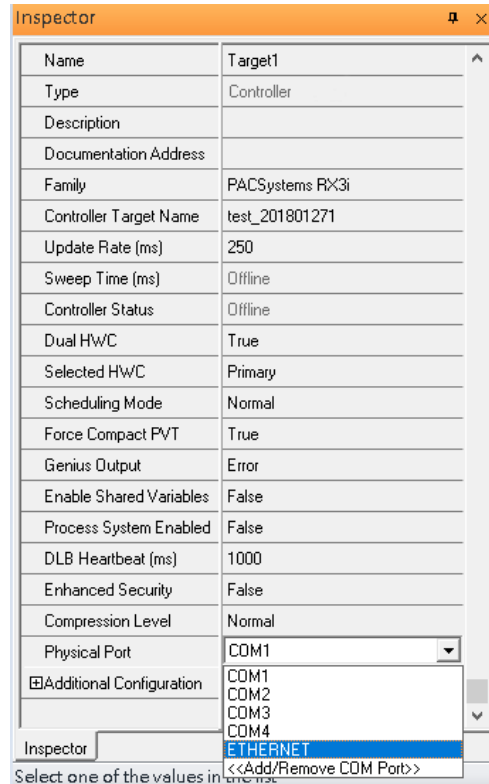 Inspector
Name Target1
Type Controller
Description
Documentation Address
Family PACSystems RX3i
Controller Target Name test_201801271
Update Rate (ms) 250
Sweep Time (ms) Offline
Controller Status Offline
Dual HWC True
Selected HWC Primary
Scheduling Mode Normal
Force Compact PVT True
Genius Output Error
Enable Shared Variables False
Process System Enabled False
DLB Heartbeat (ms) 1000
Enhanced Security False
Compression Level Normal
Physical Port COM1
Additional Configuration
COM1
COM2
COM3
COM4
ETHERNET
<<Add/Remove COM Port>>
Inspector
Select one of the values in the list